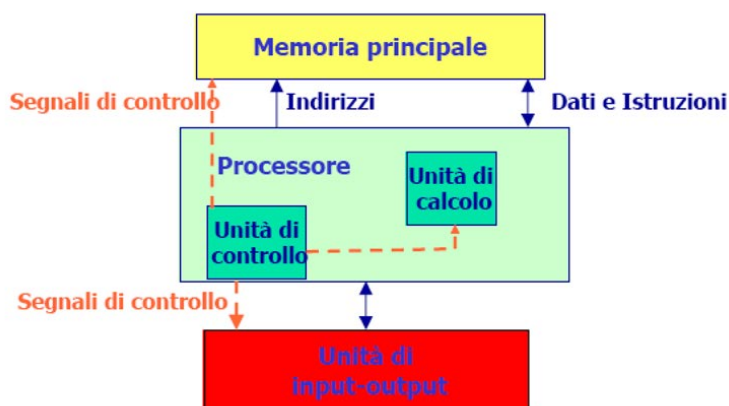 Memoria principale
Segnali di controllo
Indirizzi
Dati e Istruzioni
Processore
Unità di
calcolo
Unità di
controllo
Segnali di controllo
Unità di
input-output